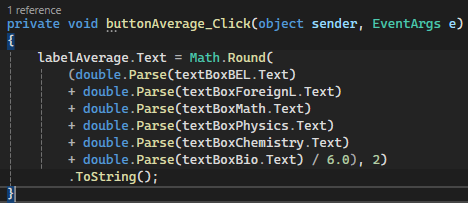 1 reference
private void buttonAverage_Click(object sender, EventArgs e)
{
labelAverage.Text = Math.Round(
(double.Parse(textBoxBEL.Text)
+ double.Parse(textBoxForeignL.Text)
+ double.Parse(textBoxMath.Text)
+ double.Parse(textBoxPhysics.Text)
+ double.Parse(textBoxChemistry.Text)
+ double.Parse(textBoxBio.Text) / 6.0), 2)
.ToString();
}